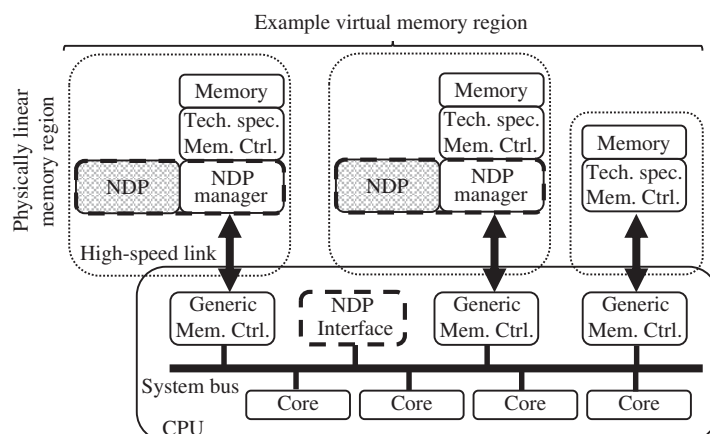 Example virtual memory region
Physically linear
memory region
Memory
Tech. spec.
Mem. Ctrl.
NDP
NDP
manager
Memory
Tech. spec.
Mem. Ctrl.
NDP
NDP
manager
Memory
Tech. spec.
Mem. Ctrl.
High-speed link
Generic
Mem. Ctrl.
NDP
Interface
Generic
Mem. Ctrl.
Generic
Mem. Ctrl.
System bus
Core
Core
Core
Core
CPU